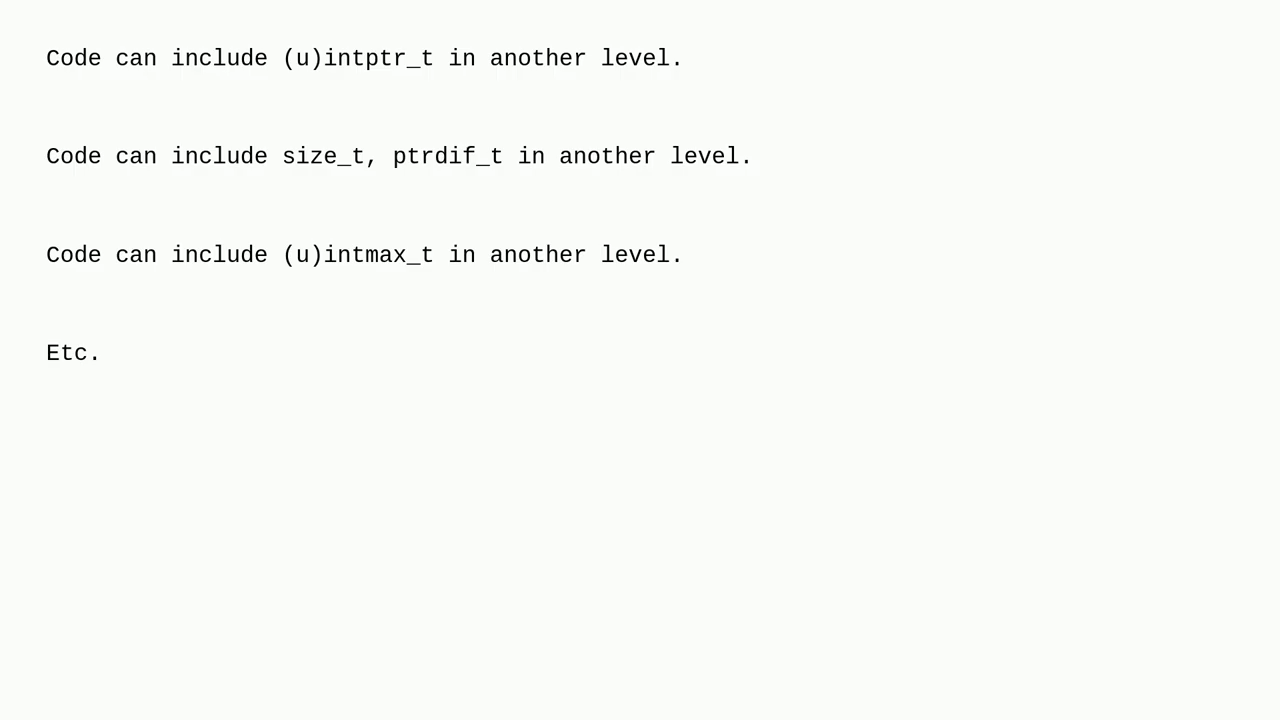 Code can include (u)intptr_t in another level.
Code can include size_t, ptrdif_t in another level.
Code can include (u)intmax_t in another level.
Etc.